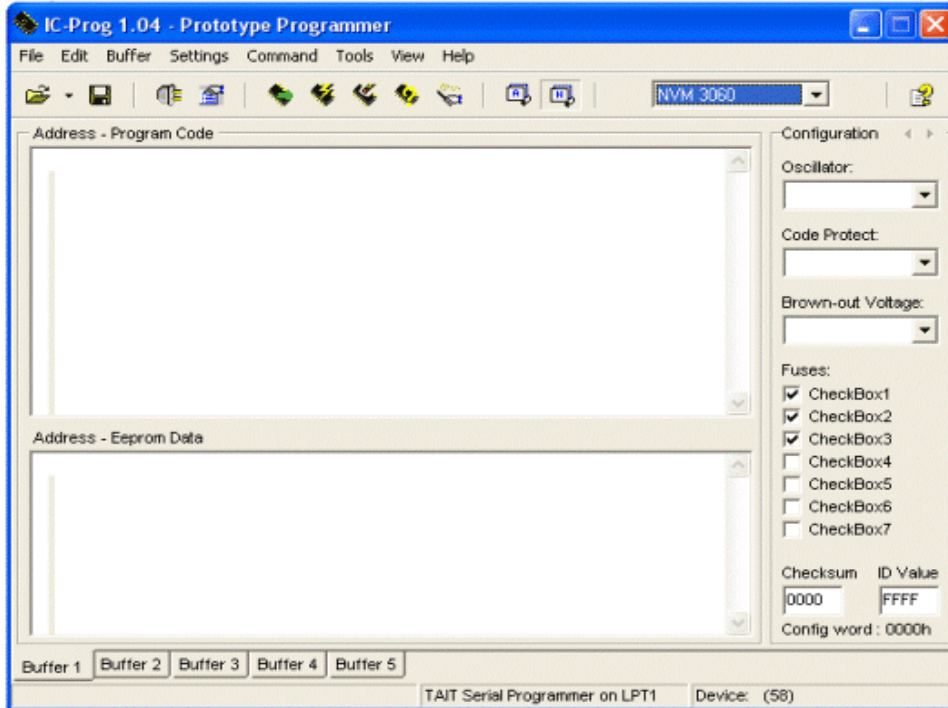 IC-Prog 1.04 - Prototype Programmer
File Edit Buffer Settings Command Tools View Help
NVM 3060
Address - Program Code
Configuration
Oscillator:
Code Protect:
Brown-out Voltage:
Fuses:
CheckBox1
CheckBox2
CheckBox3
CheckBox4
CheckBox5
CheckBox6
CheckBox7
Address - Eeprom Data
Checksum ID Value
0000 FFFF
Config word : 0000h
Buffer 1 Buffer 2 Buffer 3 Buffer 4 Buffer 5
TAIT Serial Programmer on LPT1 Device: (58)